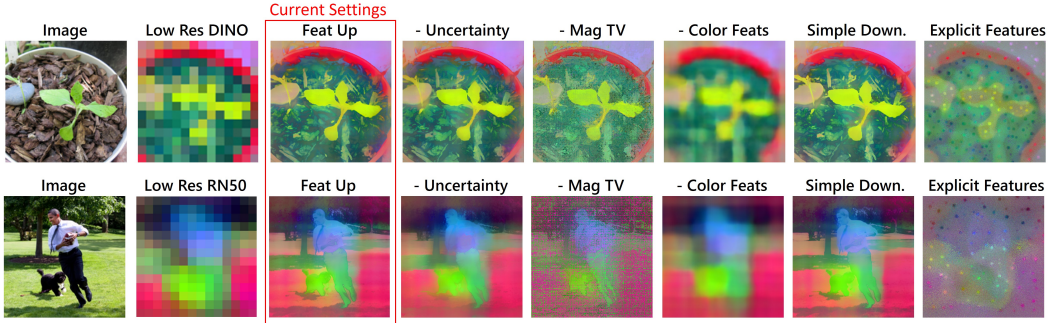 Current Settings
Image Low Res DINO Feat Up - Uncertainty - Mag TV - Color Feats Simple Down. Explicit Features
Image Low Res RN50 Feat Up - Uncertainty - Mag TV - Color Feats Simple Down. Explicit Features